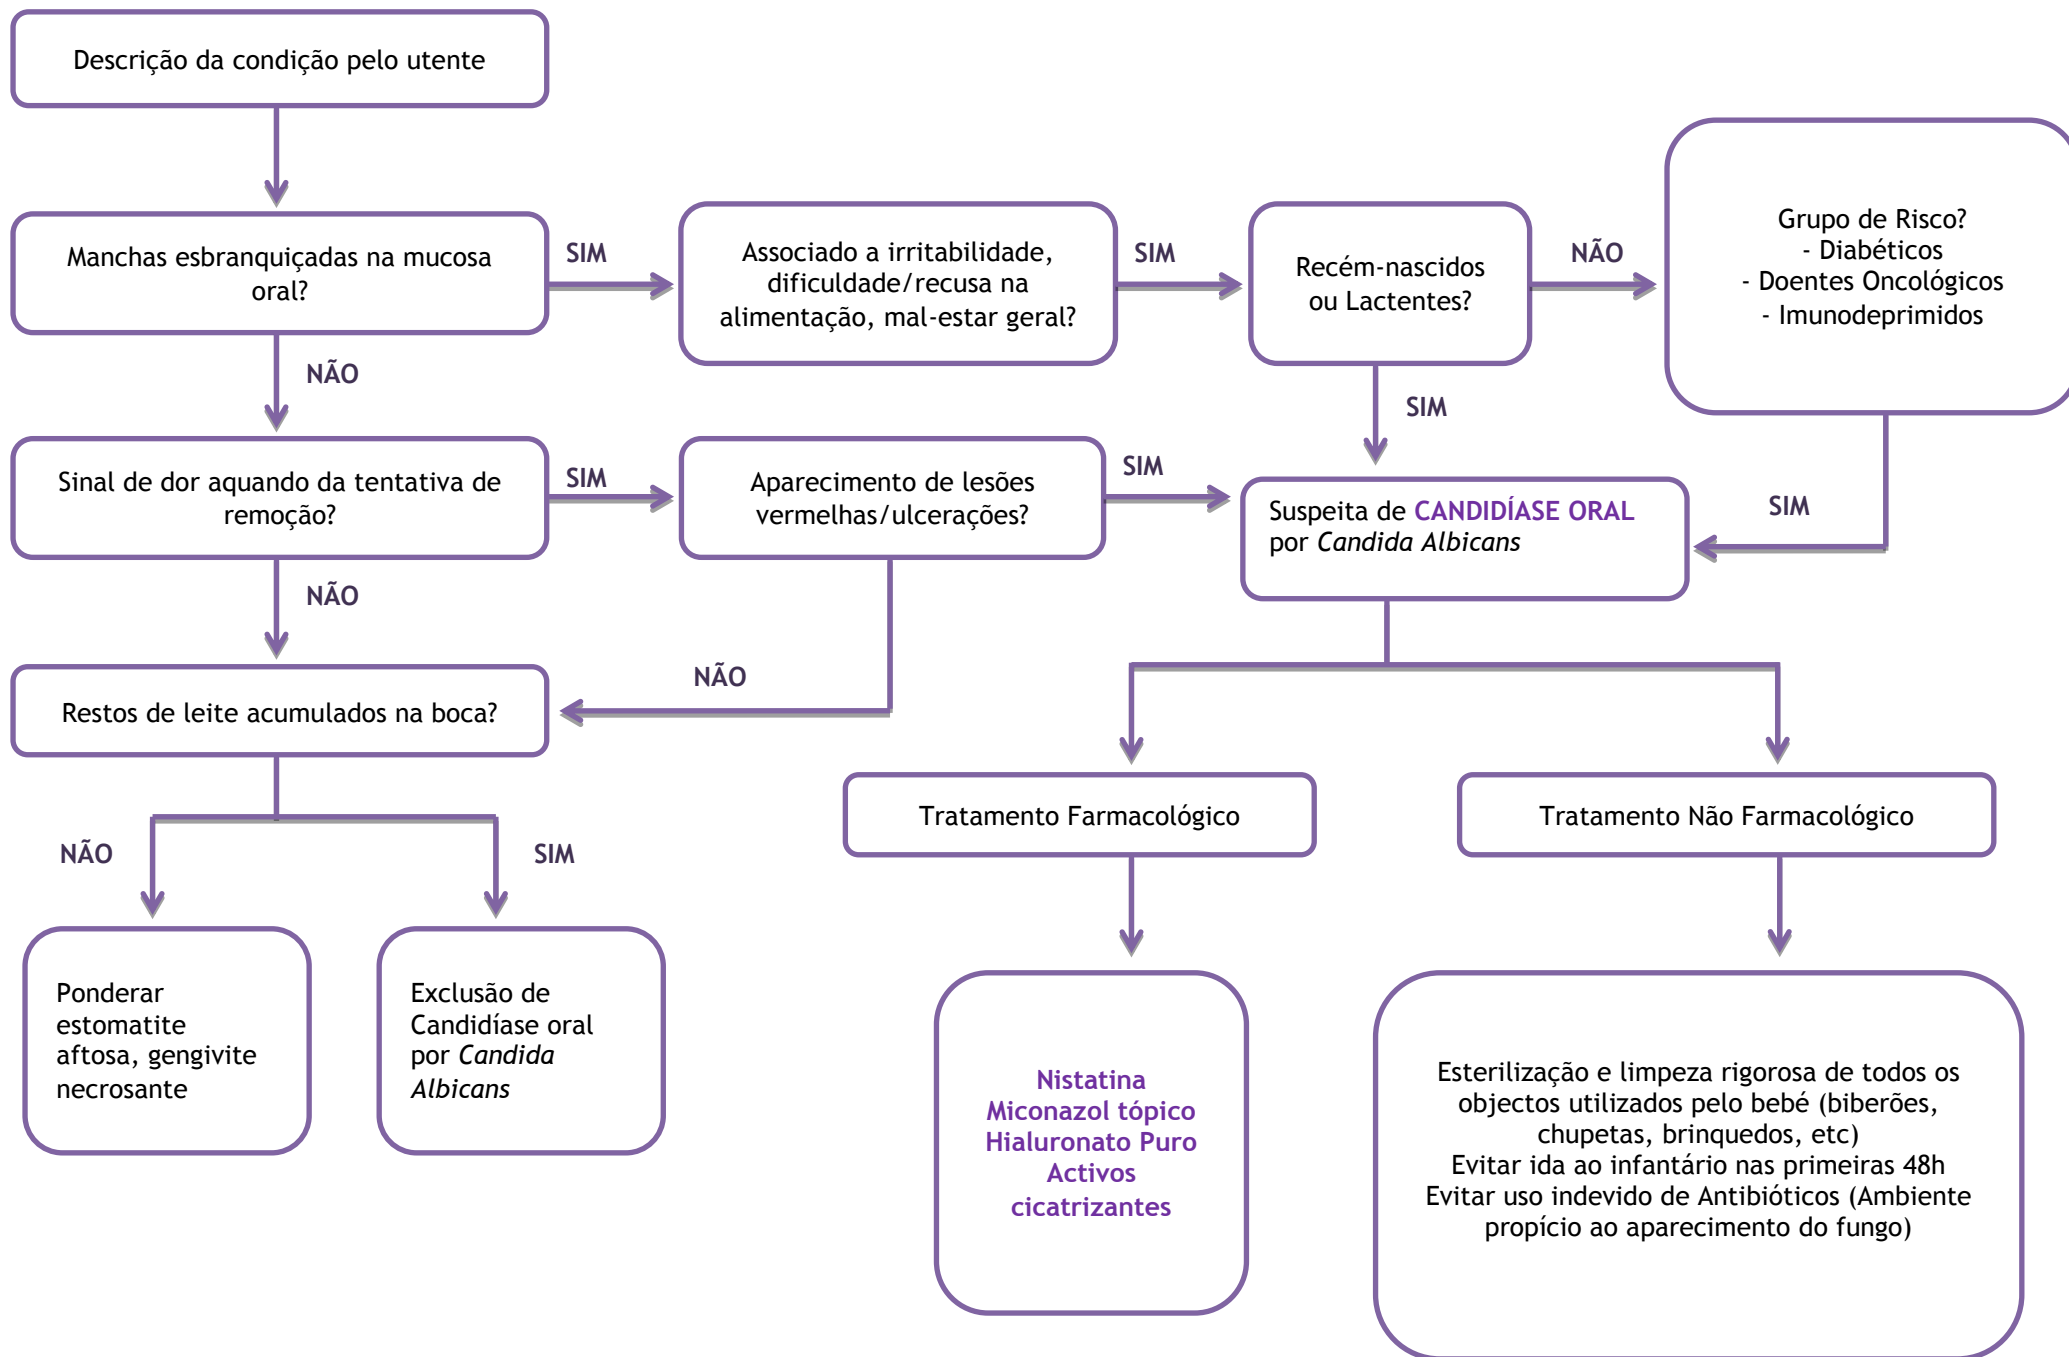 Descrição da condição pelo utente
Manchas esbranquiçadas na mucosa
oral?
SIM
Associado a irritabilidade,
dificuldade/recusa na
alimentação, mal-estar geral?
SIM
Recém-nascidos
ou Lactentes?
NÃO
Grupo de Risco?
- Diabéticos
- Doentes Oncológicos
- Imunodeprimidos
NÃO
SIM
Sinal de dor aquando da tentativa de
remoção?
SIM
Aparecimento de lesões
vermelhas/ulcerações?
SIM
Suspeita de CANDIDÍASE ORAL
por Candida Albicans
SIM
NÃO
Restos de leite acumulados na boca?
NÃO
NÃO
SIM
Ponderar
estomatite
aftosa, gengivite
necrosante
Exclusão de
Candidíase oral
por Candida
Albicans
Tratamento Farmacológico
Tratamento Não Farmacológico
Nistatina
Miconazol tópico
Hialuronato Puro
Activos
cicatrizantes
Esterilização e limpeza rigorosa de todos os
objectos utilizados pelo bebé (biberões,
chupetas, brinquedos, etc)
Evitar ida ao infantário nas primeiras 48h
Evitar uso indevido de Antibióticos (Ambiente
propício ao aparecimento do fungo)